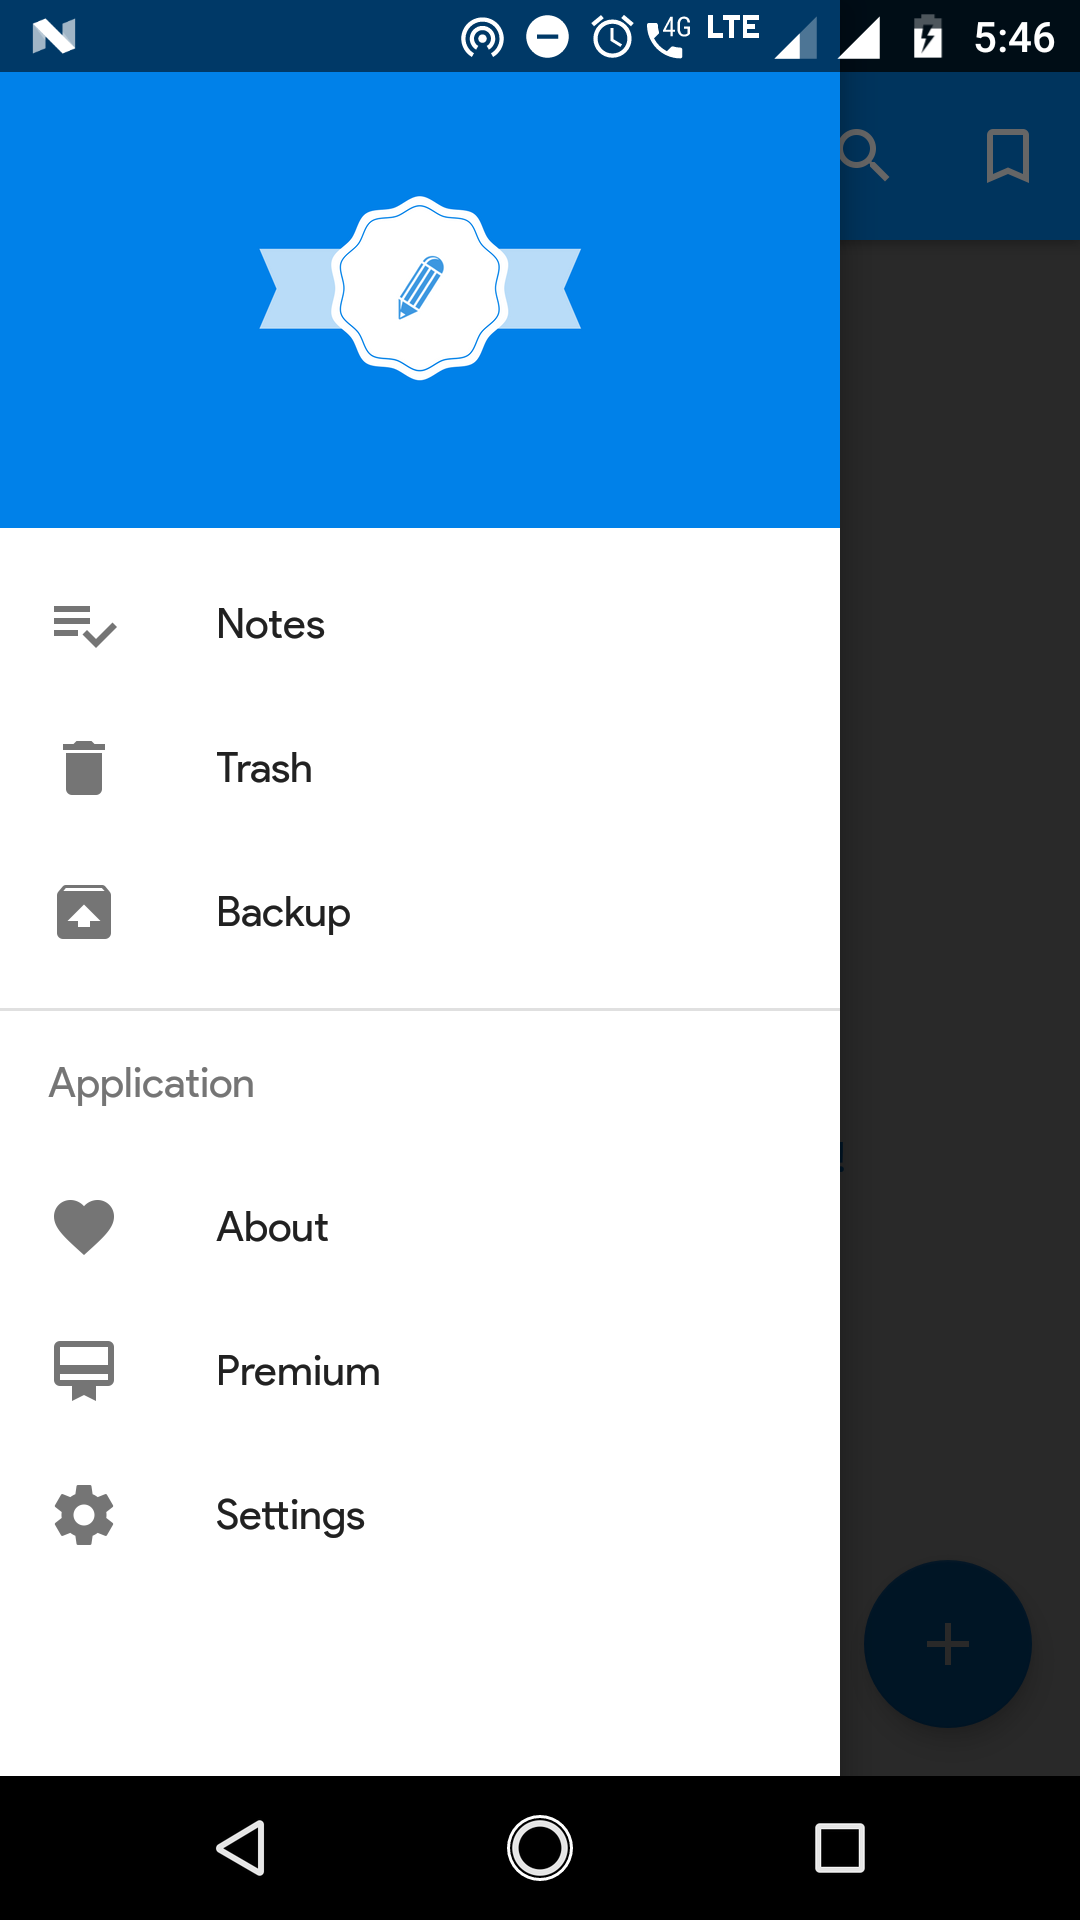 4G LTE 5:46
Notes
Trash
Backup
Application
About
Premium
Settings